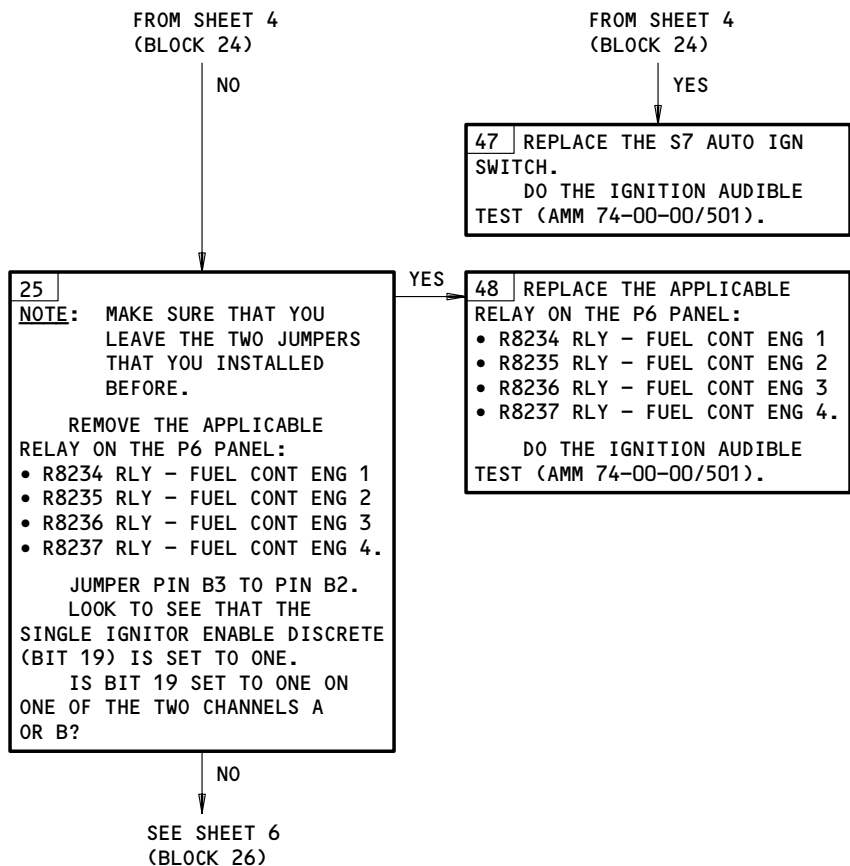 FROM SHEET 4
(BLOCK 24)
NO
FROM SHEET 4
(BLOCK 24)
YES
47 REPLACE THE S7 AUTO IGN
SWITCH.
DO THE IGNITION AUDIBLE
TEST (AMM 74-00-00/501).
25
NOTE: MAKE SURE THAT YOU
LEAVE THE TWO JUMPERS
THAT YOU INSTALLED
BEFORE.
REMOVE THE APPLICABLE
RELAY ON THE P6 PANEL:
• R8234 RLY - FUEL CONT ENG 1
• R8235 RLY - FUEL CONT ENG 2
• R8236 RLY - FUEL CONT ENG 3
• R8237 RLY - FUEL CONT ENG 4.
JUMPER PIN B3 TO PIN B2.
LOOK TO SEE THAT THE
SINGLE IGNITOR ENABLE DISCRETE
(BIT 19) IS SET TO ONE.
IS BIT 19 SET TO ONE ON
ONE OF THE TWO CHANNELS A
OR B?
YES
48 REPLACE THE APPLICABLE
RELAY ON THE P6 PANEL:
• R8234 RLY - FUEL CONT ENG 1
• R8235 RLY - FUEL CONT ENG 2
• R8236 RLY - FUEL CONT ENG 3
• R8237 RLY - FUEL CONT ENG 4.
DO THE IGNITION AUDIBLE
TEST (AMM 74-00-00/501).
NO
SEE SHEET 6
(BLOCK 26)